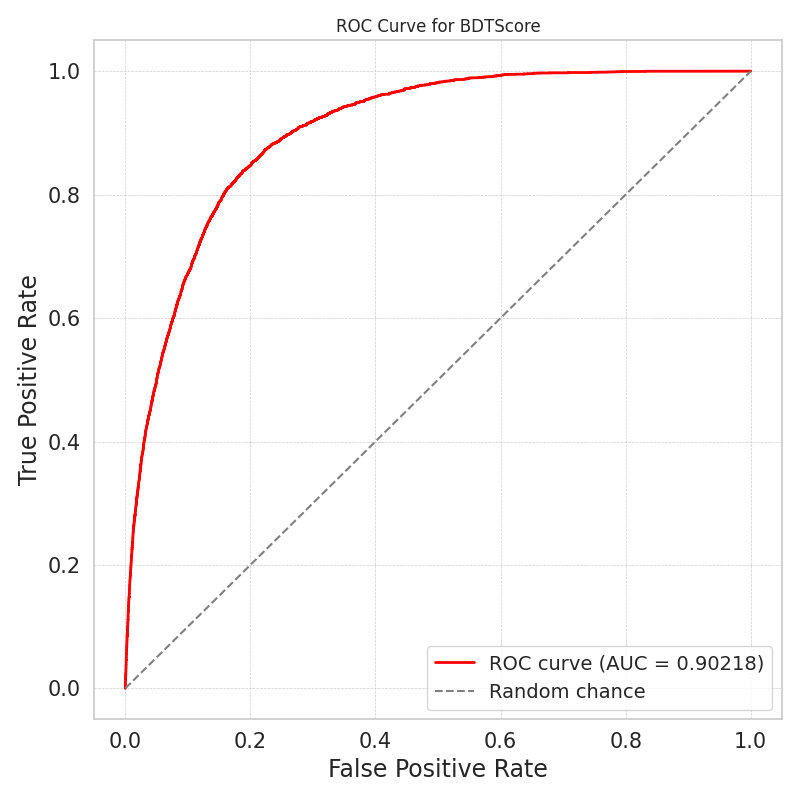 ROC Curve for BDTScore
1.0
0.8
0.6
0.4
0.2
0.0
True Positive Rate
ROC curve (AUC = 0.90218)
Random chance
0.0 0.2 0.4 0.6 0.8 1.0
False Positive Rate